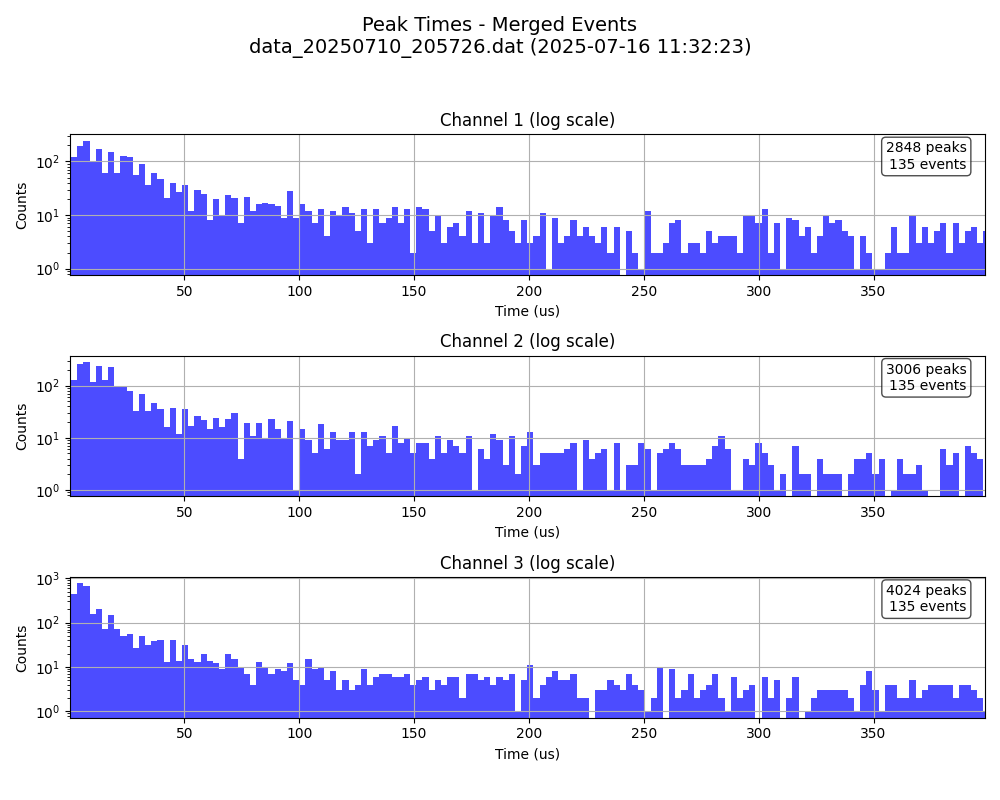 Peak Times - Merged Events
data_20250710_205726.dat (2025-07-16 11:32:23)
Channel 1 (log scale)
2848 peaks
135 events
10²
10¹
10⁰
Counts
50 100 150 200 250 300 350
Time (us)
Channel 2 (log scale)
3006 peaks
135 events
10²
10¹
10⁰
Counts
50 100 150 200 250 300 350
Time (us)
Channel 3 (log scale)
4024 peaks
135 events
10³
10²
10¹
10⁰
Counts
50 100 150 200 250 300 350
Time (us)